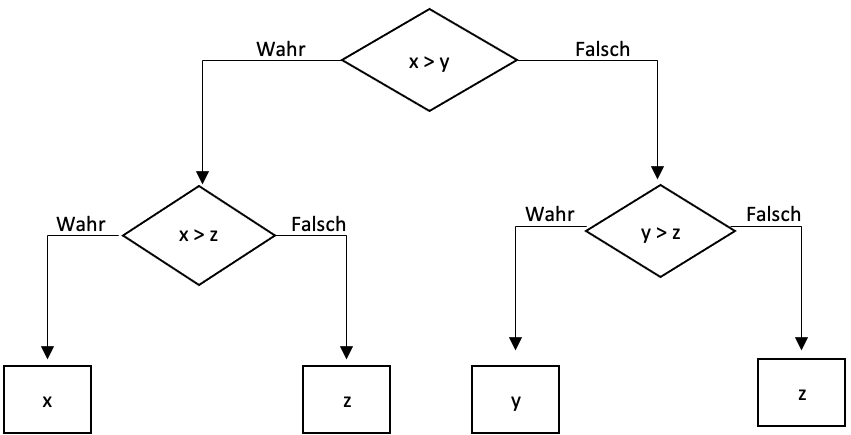 Wahr
x > y
Falsch
Wahr
x > z
Falsch
Wahr
y > z
Falsch
x
z
y
z